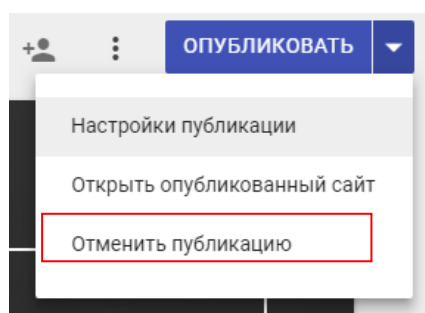 ОПУБЛИКОВАТЬ
Настройки публикации
Открыть опубликованный сайт
Отменить публикацию